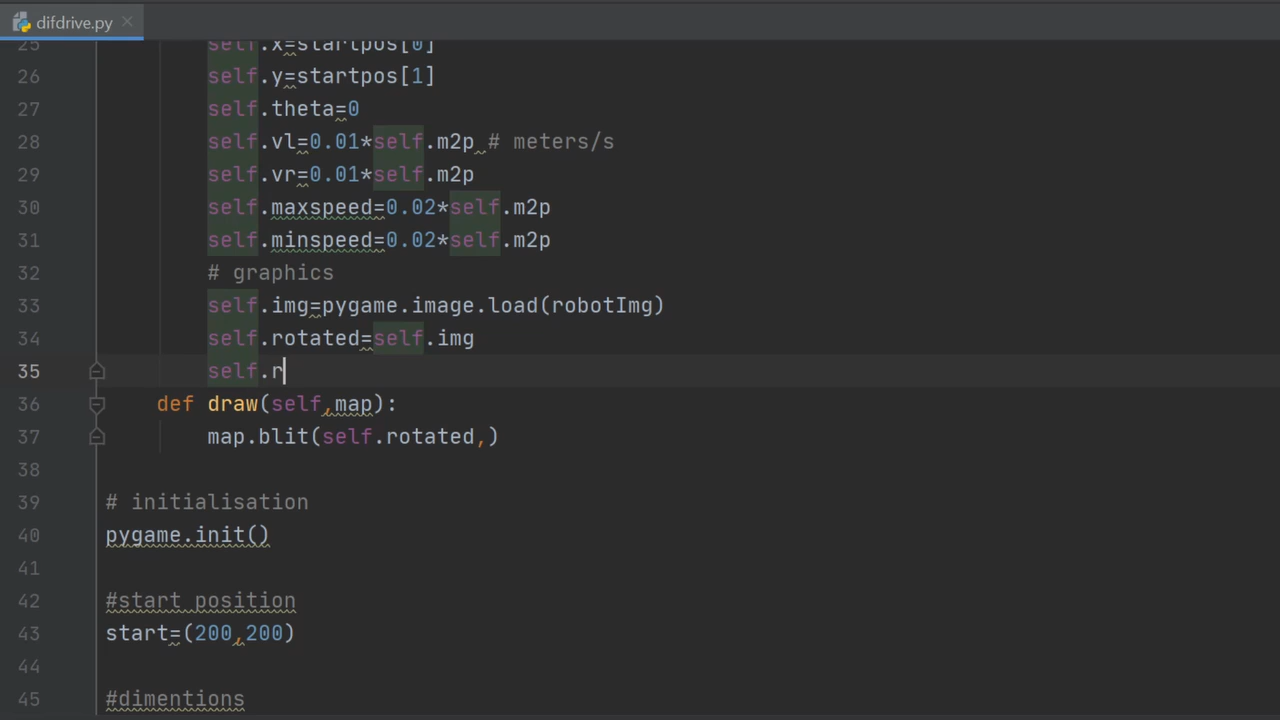 difdrive.py
25 self.x=startpos[0]
26 self.y=startpos[1]
27 self.theta=0
28 self.vl=0.01*self.m2p # meters/s
29 self.vr=0.01*self.m2p
30 self.maxspeed=0.02*self.m2p
31 self.minspeed=0.02*self.m2p
32 # graphics
33 self.img=pygame.image.load(robotImg)
34 self.rotated=self.img
35 self.r
36 def draw(self,map):
37 map.blit(self.rotated,)
38
39 # initialisation
40 pygame.init()
41
42 #start position
43 start=(200,200)
44
45 #dimentions